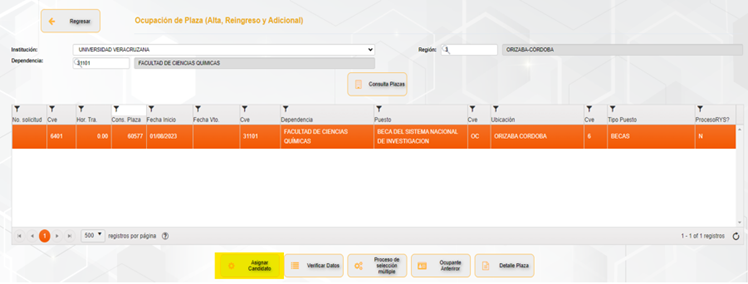 Regresar
Ocupación de Plaza (Alta, Reingreso y Adicional)
Institución: UNIVERSIDAD VERACRUZANA Región: *3 ORIZABA-CORDOBA
Dependencia: *31101 FACULTAD DE CIENCIAS QUIMICAS
Consulta Plazas
No. solicitud Cve Hor. Tra. Cons. Plaza Fecha Inicio Fecha Vto. Cve Dependencia Puesto Cve Ubicación Cve Tipo Puesto ProcesoRYS?
6401 0.00 60577 01/08/2023 31101 FACULTAD DE CIENCIAS BECA DEL SISTEMA NACIONAL OC ORIZABA CORDOBA 6 BECAS N
QUÍMICAS DE INVESTIGACION
1 500 registros por página 1 - 1 of 1 registros
Asignar Candidato
Verificar Datos
Proceso de selección múltiple
Ocupante Anterior
Detalle Plaza